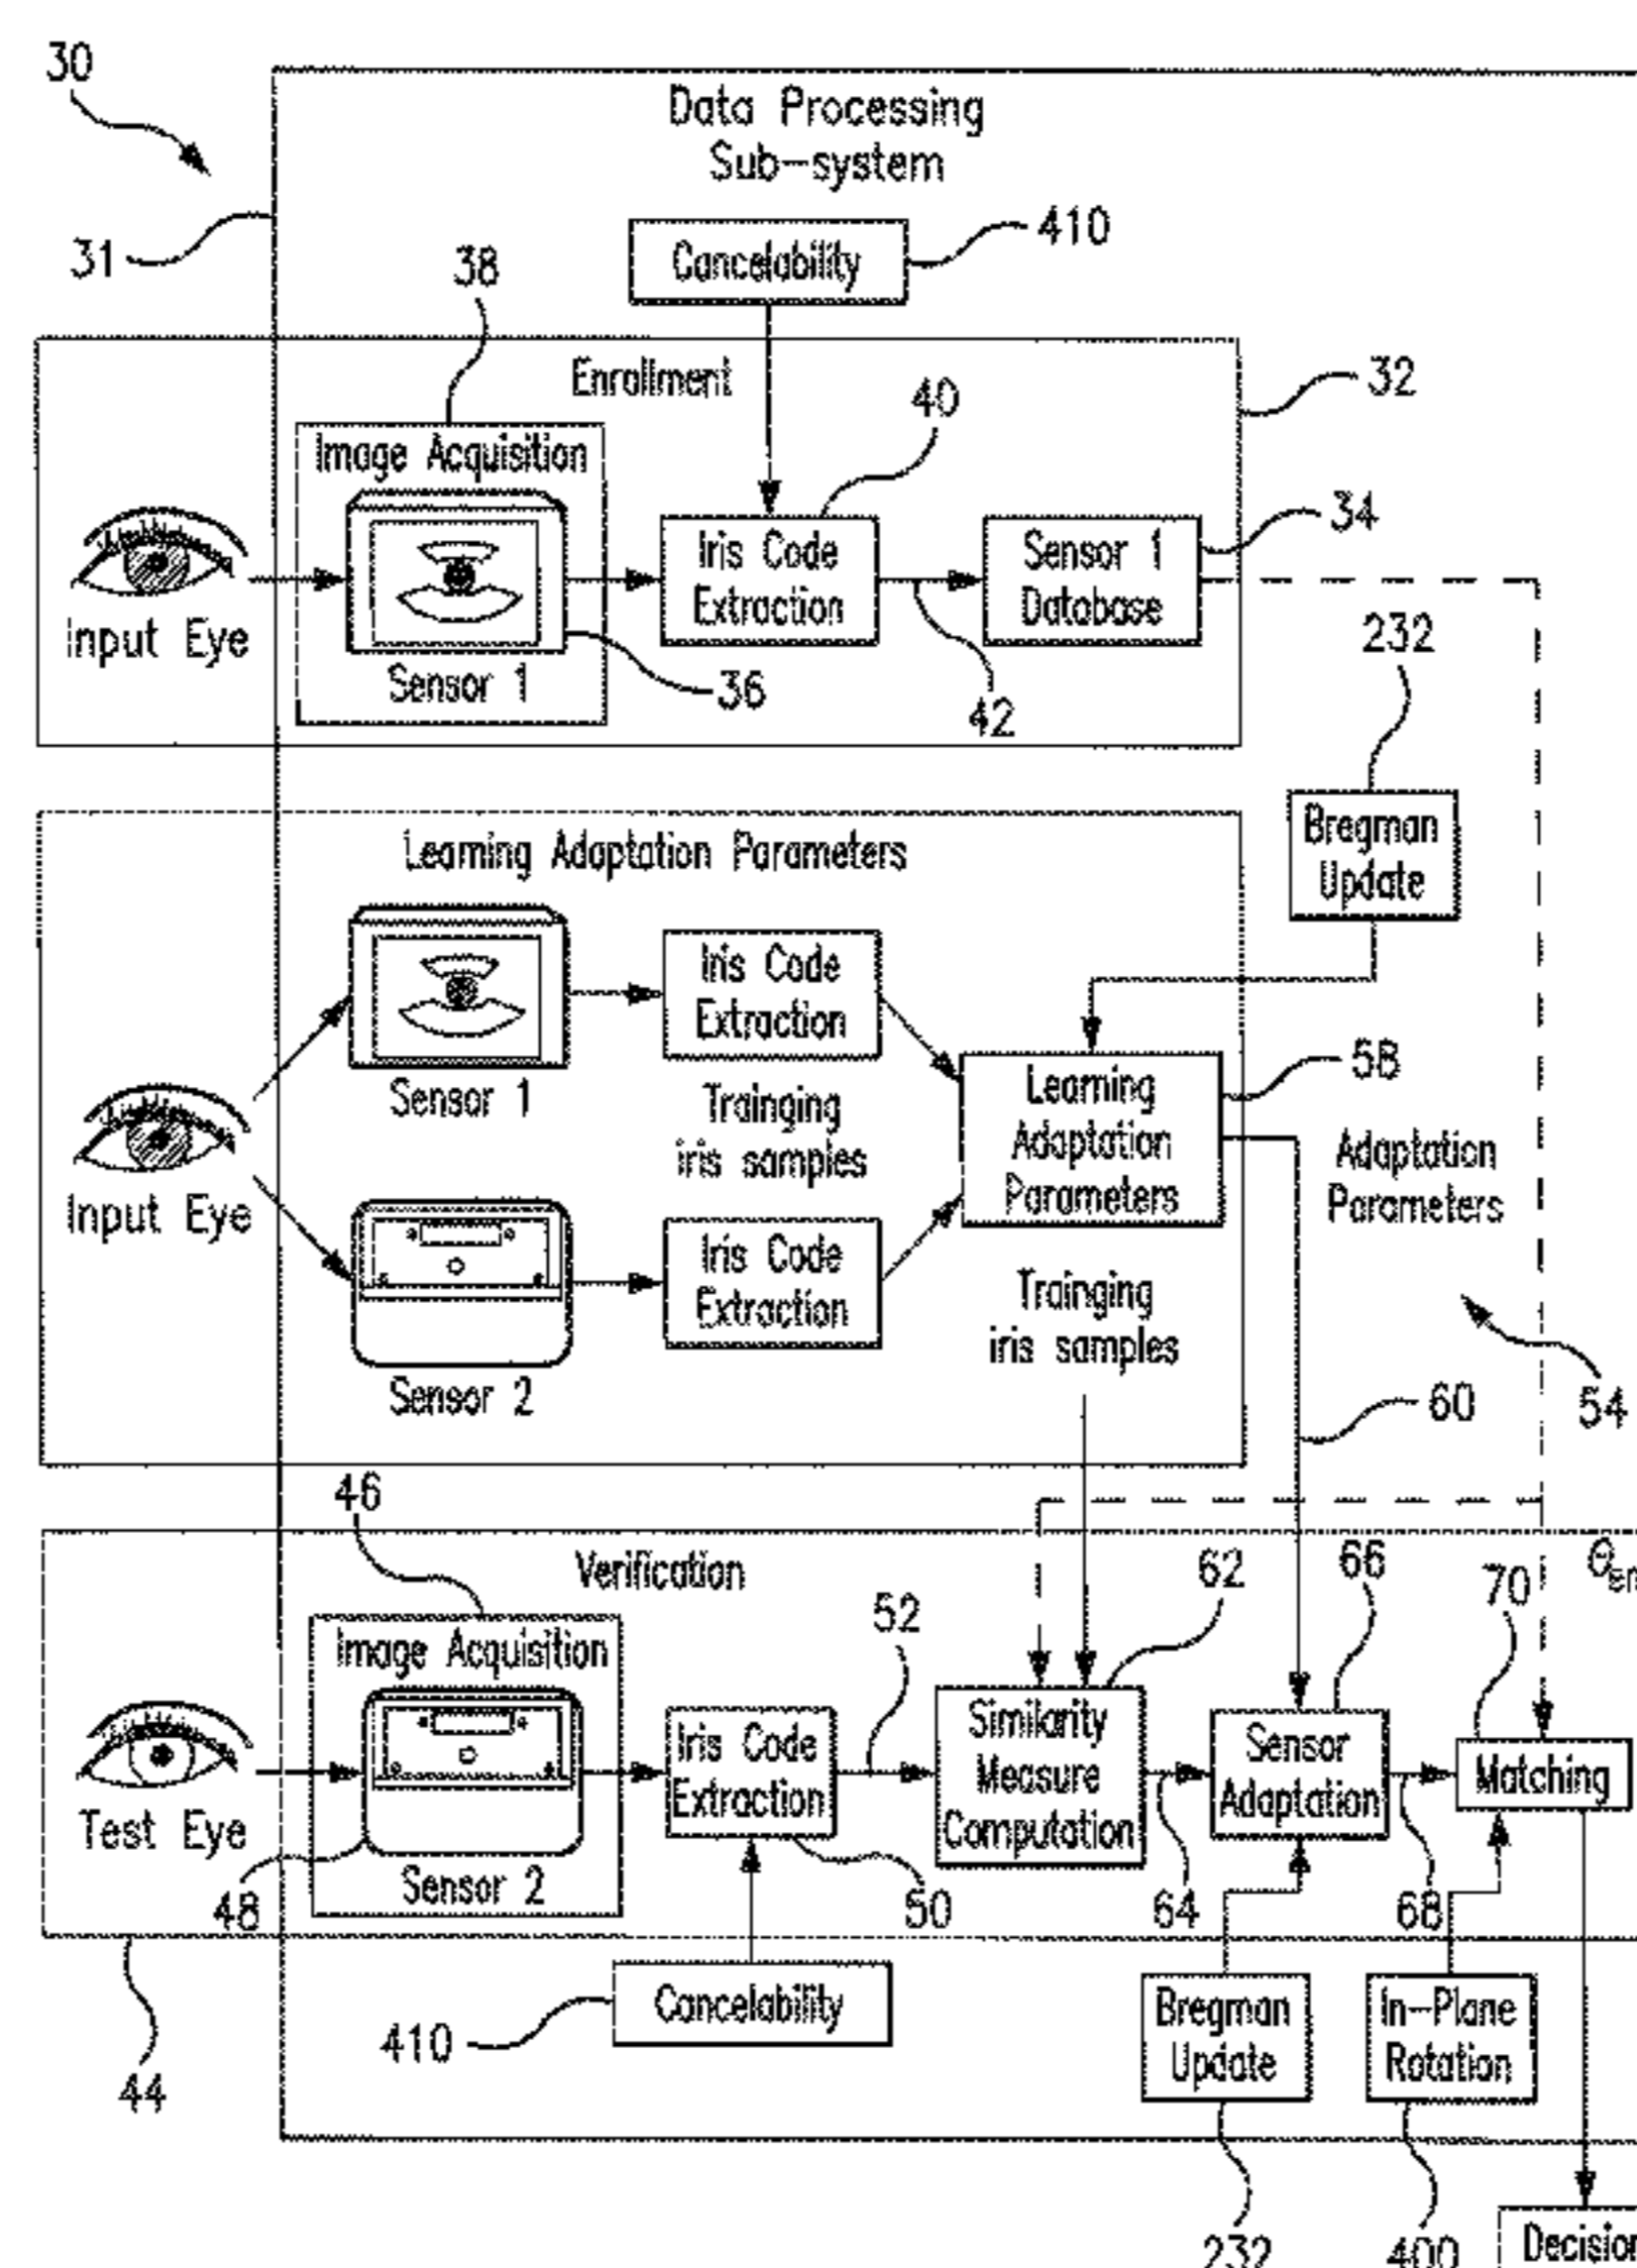 30
Data Processing
Sub-system
31
38
Cancelability
410
Enrollment
40
32
Image Acquisition
Iris Code
Extraction
Sensor 1
Database
34
Input Eye
Sensor 1
36
42
232
Bregman
Update
Learning Adaptation Parameters
Iris Code
Extraction
Sensor 1
Trainging
iris samples
Learning
Adaptation
Parameters
58
Adaptation
Parameters
Input Eye
Iris Code
Extraction
Trainging
iris samples
Sensor 2
60
54
46
Verification
52
62
66
70
Image Acquisition
Iris Code
Extraction
Similarity
Measure
Computation
Sensor
Adaptation
Matching
Test Eye
48
Sensor 2
50
64
68
44
410
Cancelability
Bregman
Update
In-Plane
Rotation
232
400
Decision